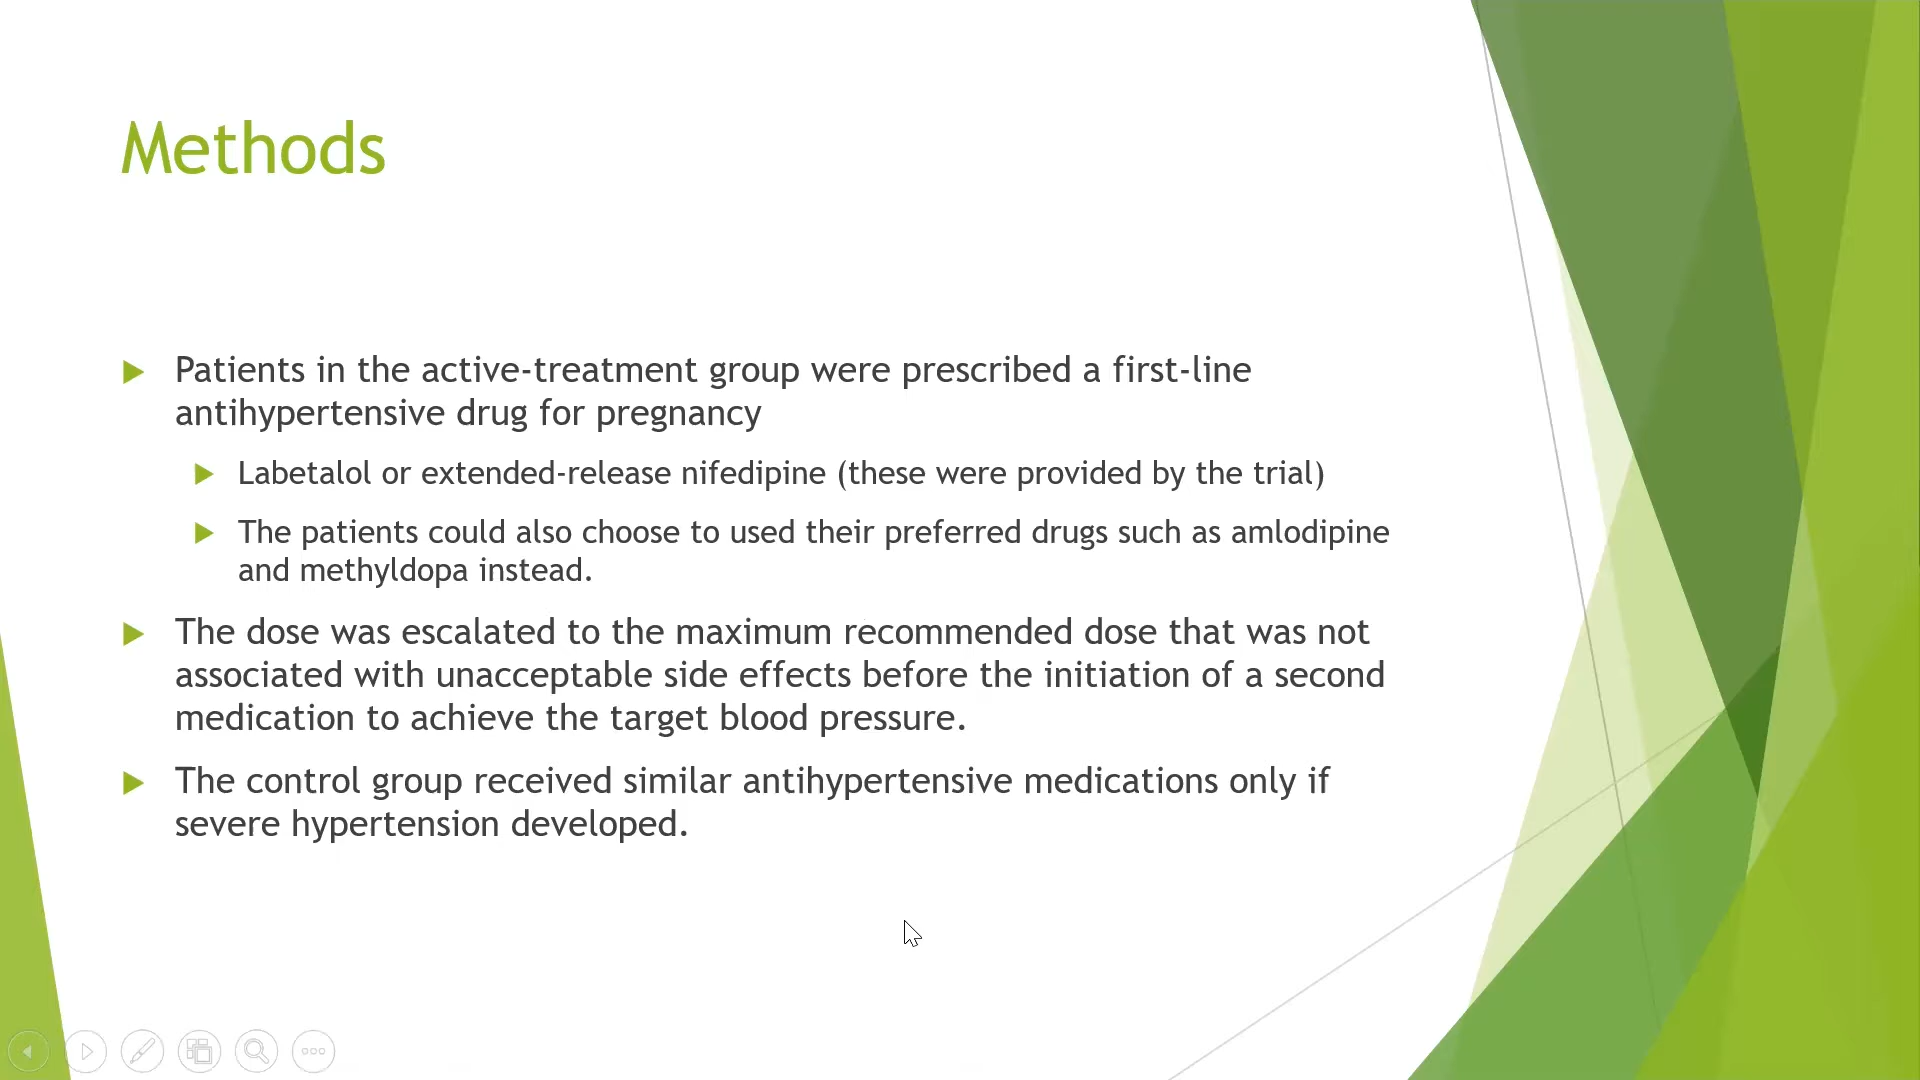 Methods
Patients in the active-treatment group were prescribed a first-line
antihypertensive drug for pregnancy
Labetalol or extended-release nifedipine (these were provided by the trial)
The patients could also choose to used their preferred drugs such as amlodipine
and methyldopa instead.
The dose was escalated to the maximum recommended dose that was not
associated with unacceptable side effects before the initiation of a second
medication to achieve the target blood pressure.
The control group received similar antihypertensive medications only if
severe hypertension developed.